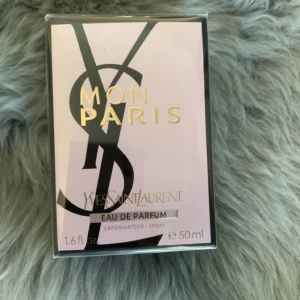 YSL
MON
PARIS
YVESSAINTLAURENT
EAU DE PARFUM
VAPORISATEUR - SPRAY
1.6 fl. oz ℮ 50 ml